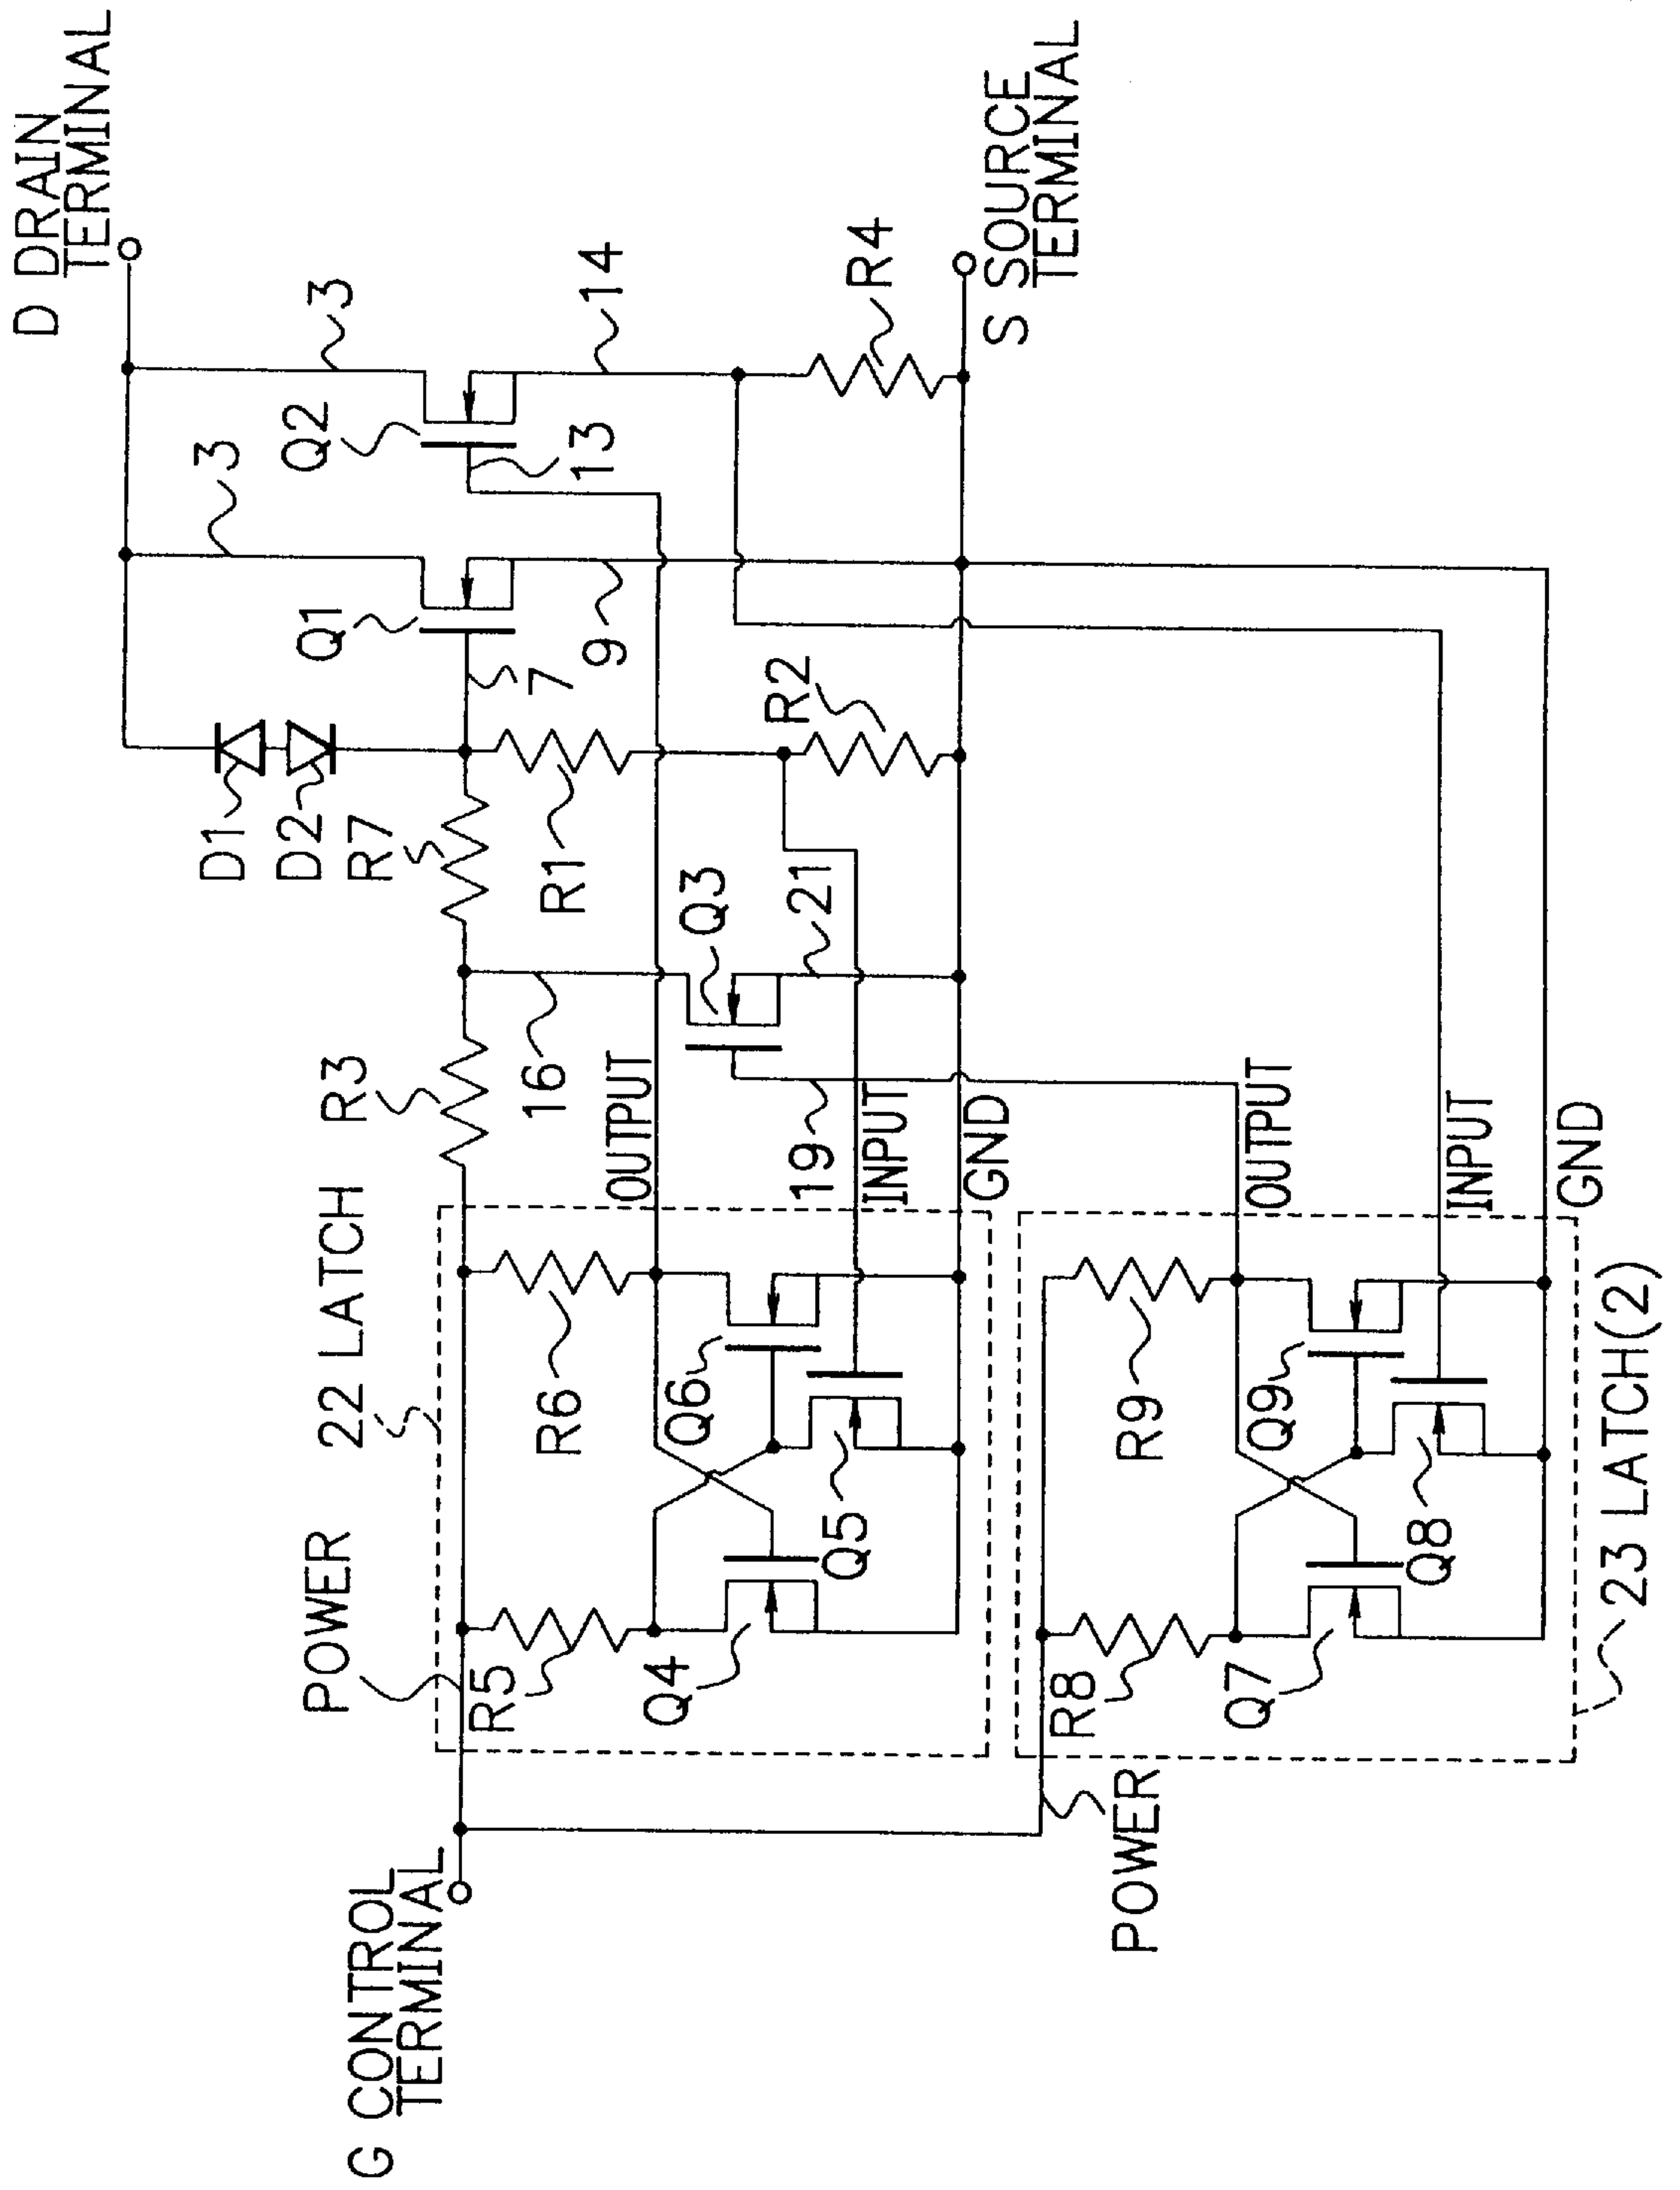 D DRAIN
TERMINAL
3
3
Q2
13
14
R4
S SOURCE
TERMINAL
Q1
7
9
D1
D2
R7
R1
R2
Q3
21
R3
16
19
OUTPUT
INPUT
GND
22 LATCH
POWER
R6
Q6
R5
Q4
Q5
G CONTROL
TERMINAL
OUTPUT
INPUT
GND
R9
Q9
R8
Q7
Q8
23 LATCH(2)
POWER